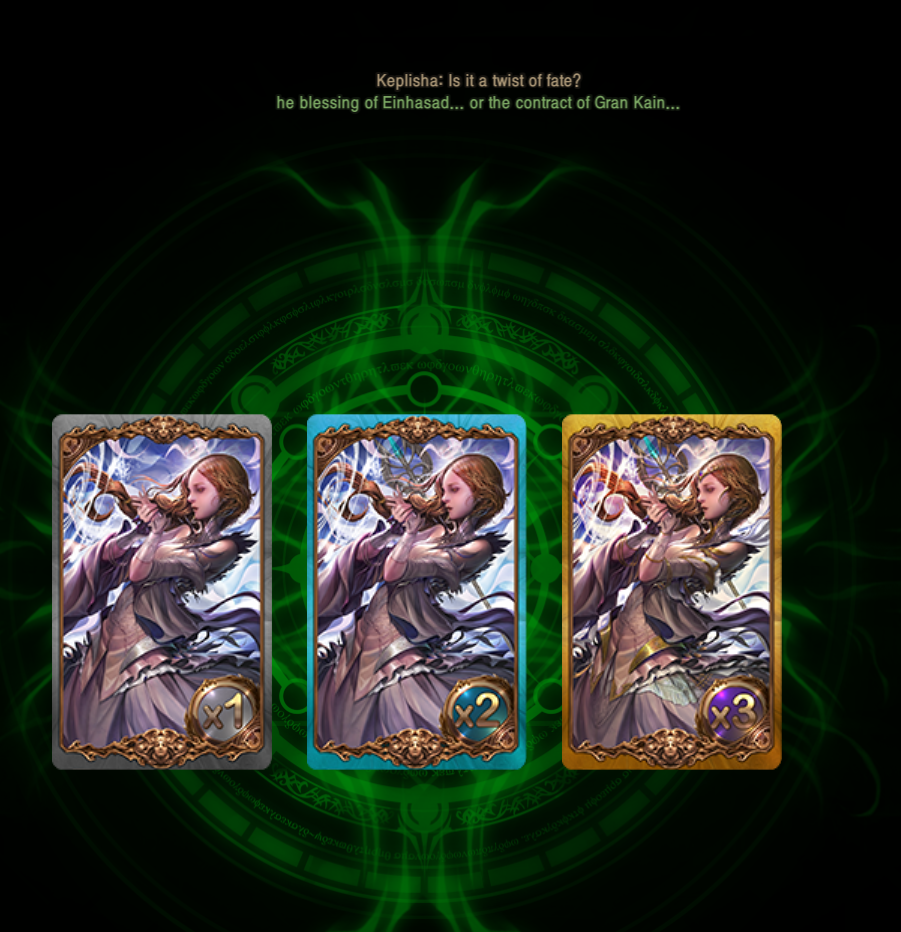 Keplisha: Is it a twist of fate?
he blessing of Einhasad... or the contract of Gran Kain...
x1
x2
x3